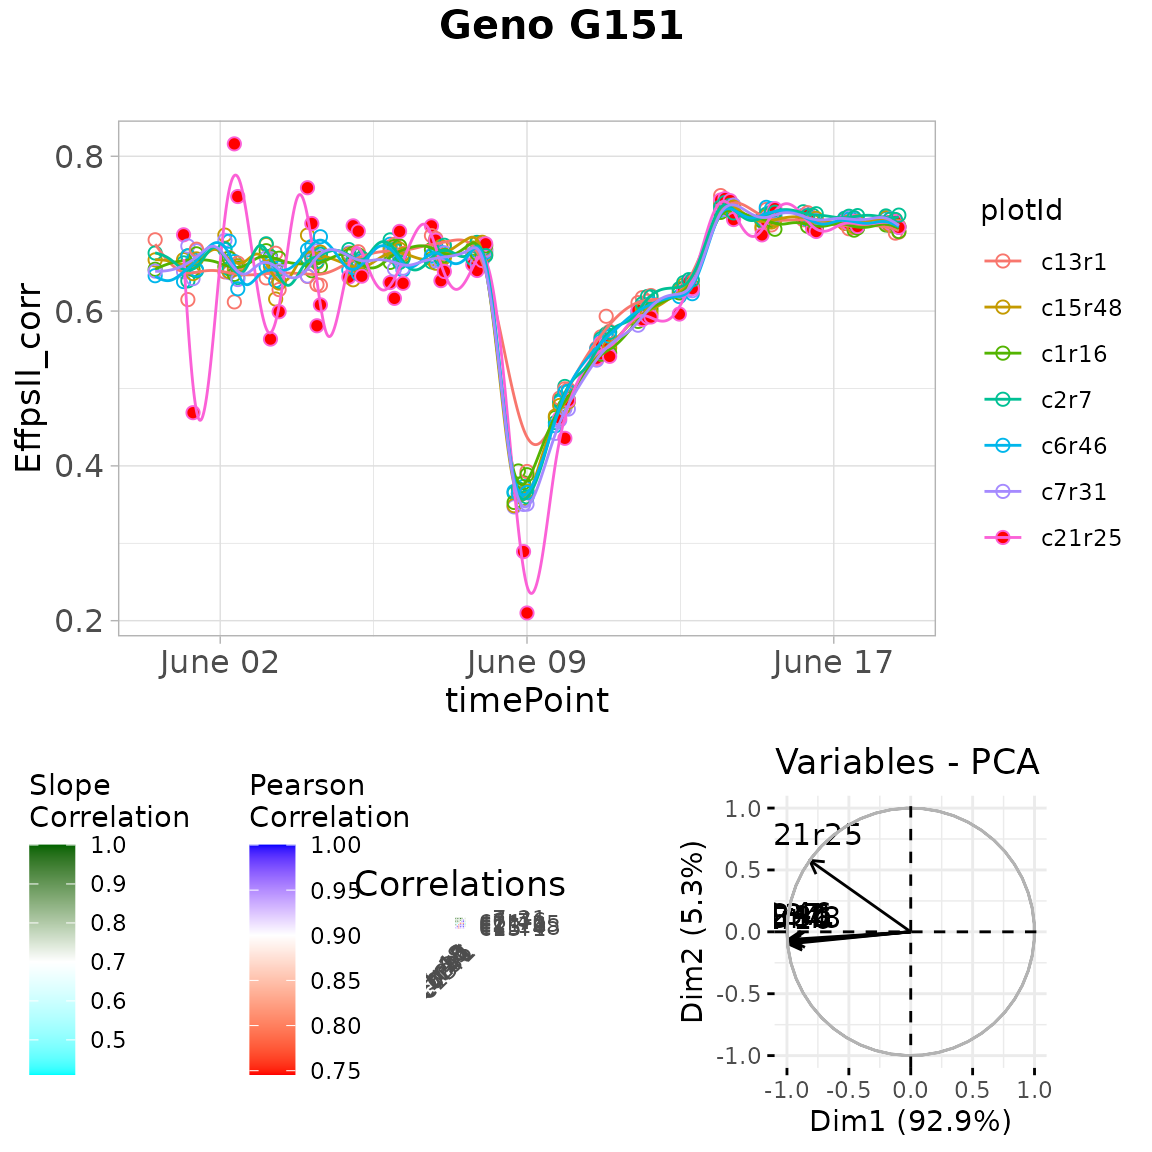 Geno G151
EffpsII_corr
0.8
0.6
0.4
0.2
June 02
June 09
June 17
timePoint
plotId
c13r1
c15r48
c1r16
c2r7
c6r46
c7r31
c21r25
Slope
Correlation
1.0
0.9
0.8
0.7
0.6
0.5
Pearson
Correlation
1.00
0.95
0.90
0.85
0.80
0.75
Correlations
Variables - PCA
Dim2 (5.3%)
1.0
0.5
0.0
-0.5
-1.0
21r25
-1.0
-0.5
0.0
0.5
1.0
Dim1 (92.9%)